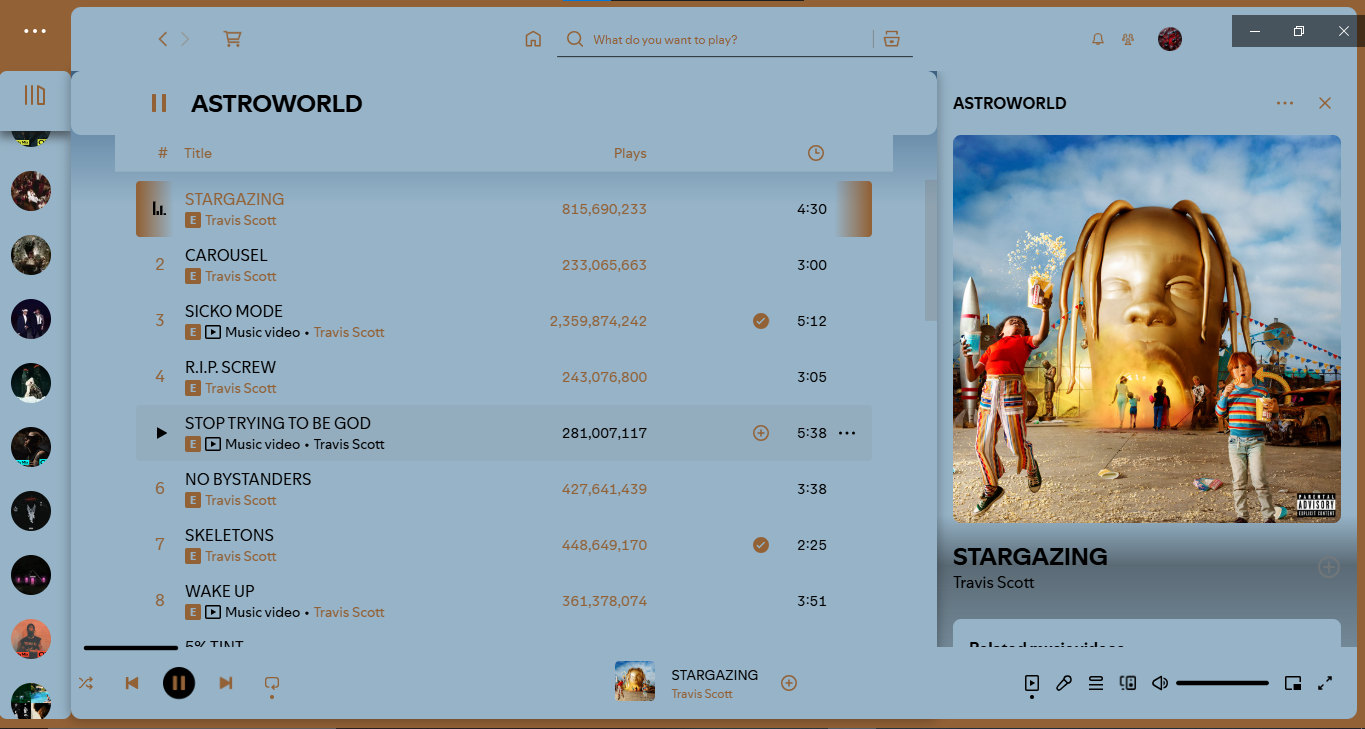 What do you want to play?
ASTROWORLD
# Title Plays
STARGAZING 815,690,233 4:30
E Travis Scott
2 CAROUSEL 233,065,663 3:00
E Travis Scott
3 SICKO MODE 2,359,874,242 5:12
E Music video • Travis Scott
4 R.I.P. SCREW 243,076,800 3:05
E Travis Scott
STOP TRYING TO BE GOD 281,007,117 5:38
E Music video • Travis Scott
6 NO BYSTANDERS 427,641,439 3:38
E Travis Scott
7 SKELETONS 448,649,170 2:25
E Travis Scott
8 WAKE UP 361,378,074 3:51
E Music video • Travis Scott
5% TINT
ASTROWORLD
PARENTAL
ADVISORY
EXPLICIT CONTENT
STARGAZING
Travis Scott
Related music videos
STARGAZING
Travis Scott